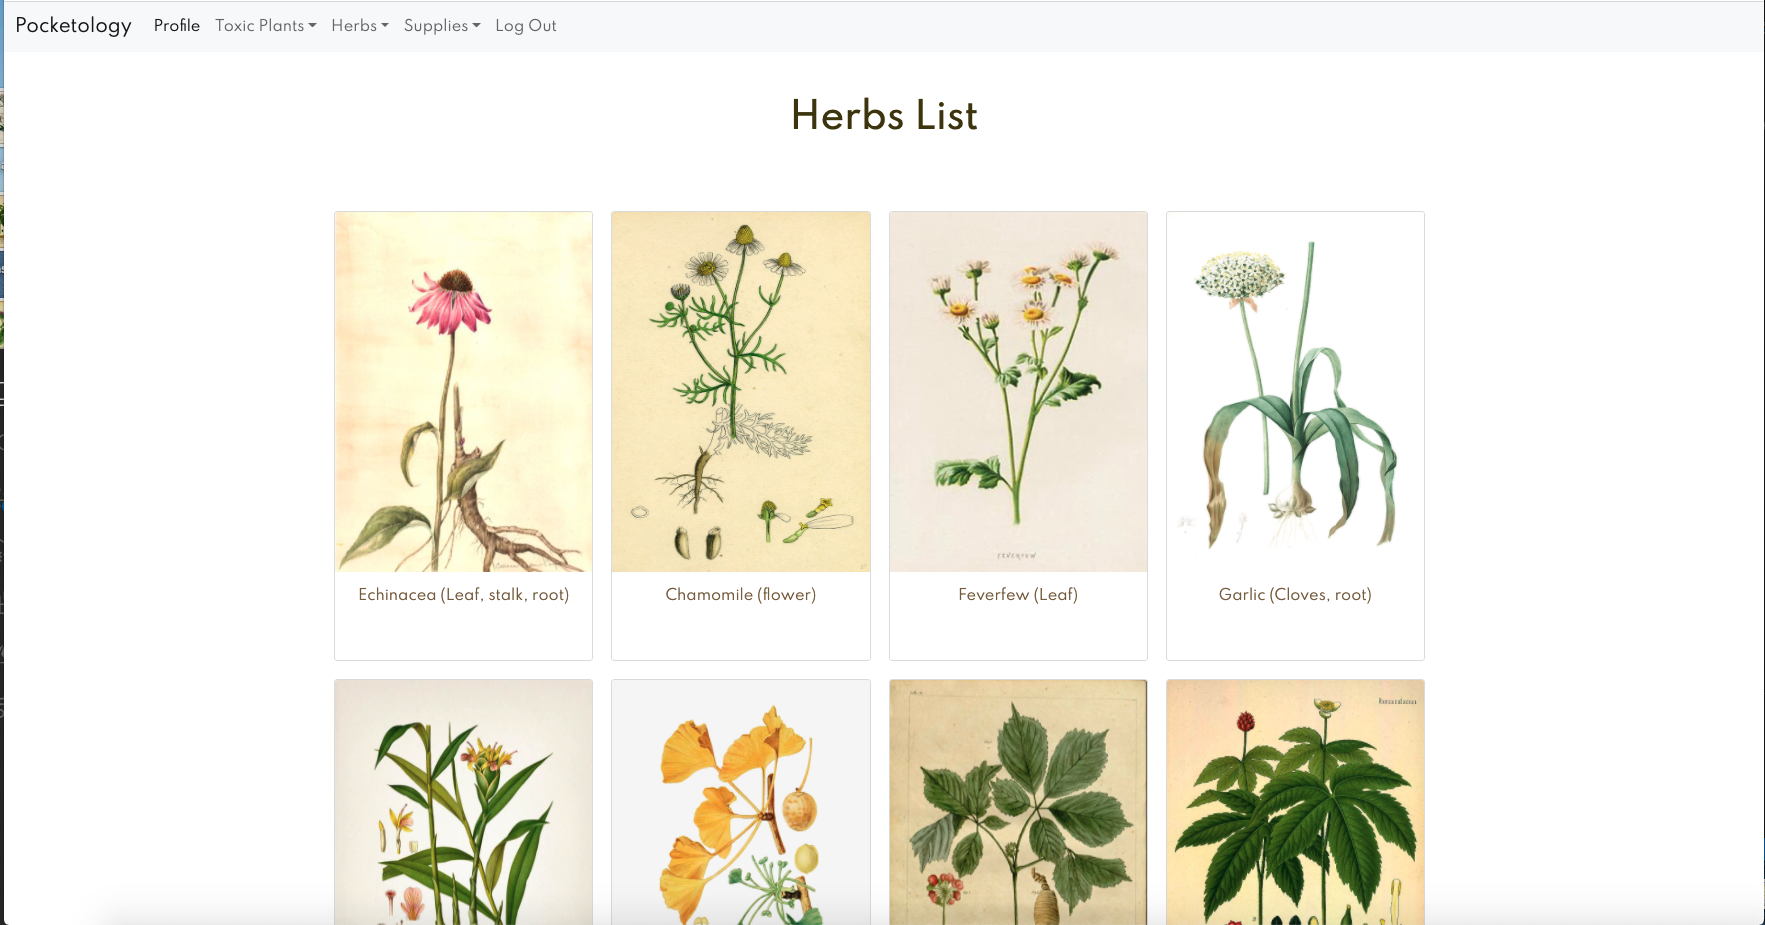 Pocketology Profile Toxic Plants Herbs Supplies Log Out
Herbs List
FEVERFEW
Echinacea (Leaf, stalk, root) Chamomile (flower) Feverfew (Leaf) Garlic (Cloves, root)